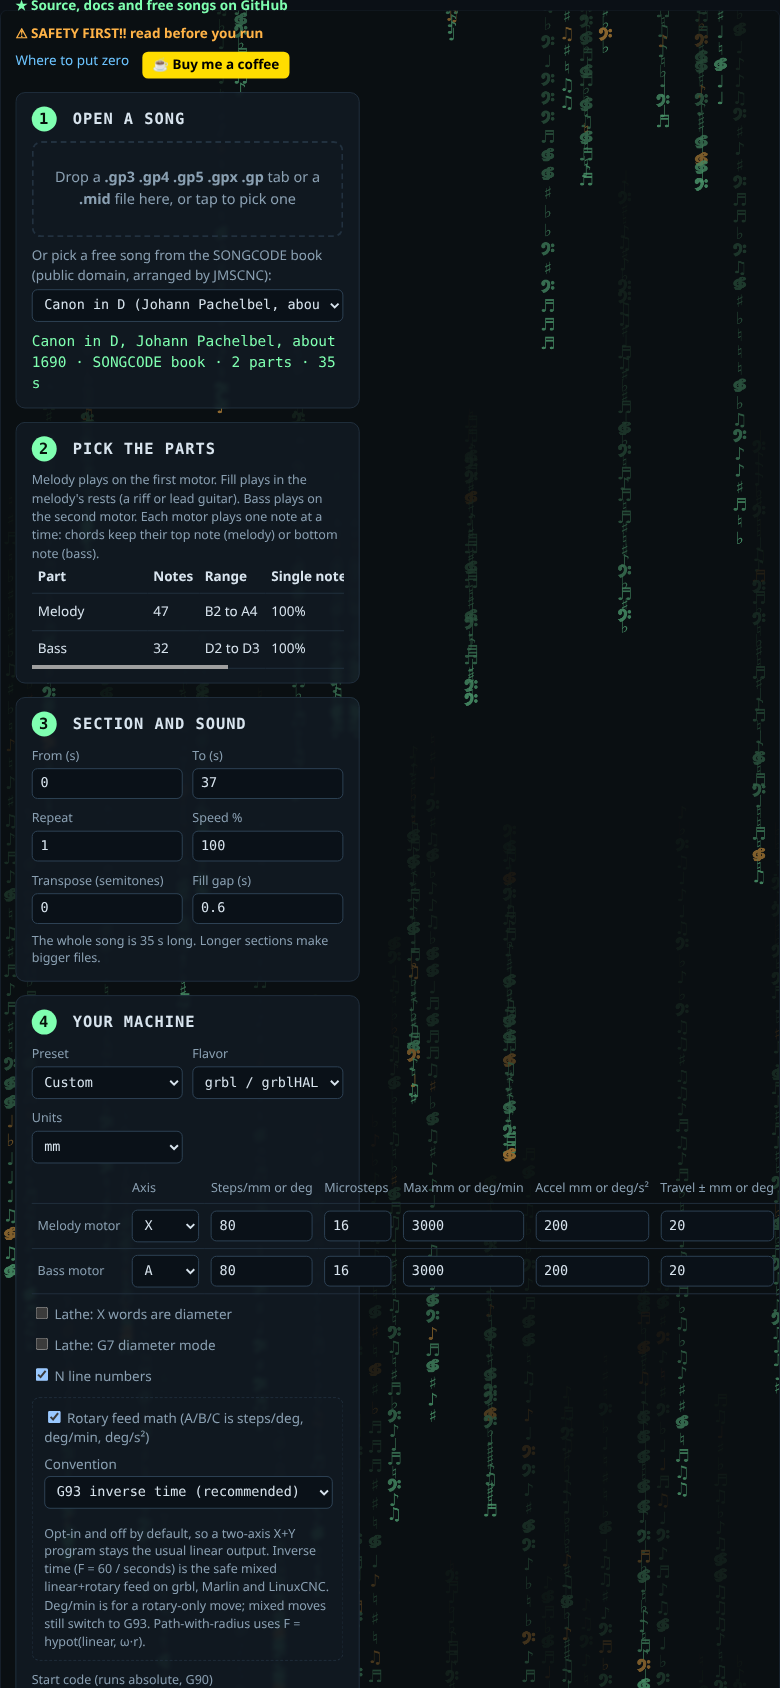 ★ Source, docs and free songs on GitHub
⚠ SAFETY FIRST!! read before you run
Where to put zero
☕ Buy me a coffee
1 OPEN A SONG
Drop a .gp3 .gp4 .gp5 .gpx .gp tab or a
.mid file here, or tap to pick one
Or pick a free song from the SONGCODE book
(public domain, arranged by JMSCNC):
Canon in D (Johann Pachelbel, abou
Canon in D, Johann Pachelbel, about
1690 · SONGCODE book · 2 parts · 35
s
2 PICK THE PARTS
Melody plays on the first motor. Fill plays in the
melody's rests (a riff or lead guitar). Bass plays on
the second motor. Each motor plays one note at a
time: chords keep their top note (melody) or bottom
note (bass).
Part Notes Range Single note
Melody 47 B2 to A4 100%
Bass 32 D2 to D3 100%
3 SECTION AND SOUND
From (s) To (s)
0 37
Repeat Speed %
1 100
Transpose (semitones) Fill gap (s)
0 0.6
The whole song is 35 s long. Longer sections make
bigger files.
4 YOUR MACHINE
Preset Flavor
Custom grbl / grblHAL
Units
mm
Axis Steps/mm or deg Microsteps Max mm or deg/min Accel mm or deg/s² Travel ± mm or deg
Melody motor X 80 16 3000 200 20
Bass motor A 80 16 3000 200 20
Lathe: X words are diameter
Lathe: G7 diameter mode
N line numbers
Rotary feed math (A/B/C is steps/deg,
deg/min, deg/s²)
Convention
G93 inverse time (recommended)
Opt-in and off by default, so a two-axis X+Y
program stays the usual linear output. Inverse
time (F = 60 / seconds) is the safe mixed
linear+rotary feed on grbl, Marlin and LinuxCNC.
Deg/min is for a rotary-only move; mixed moves
still switch to G93. Path-with-radius uses F =
hypot(linear, ω·r).
Start code (runs absolute, G90)